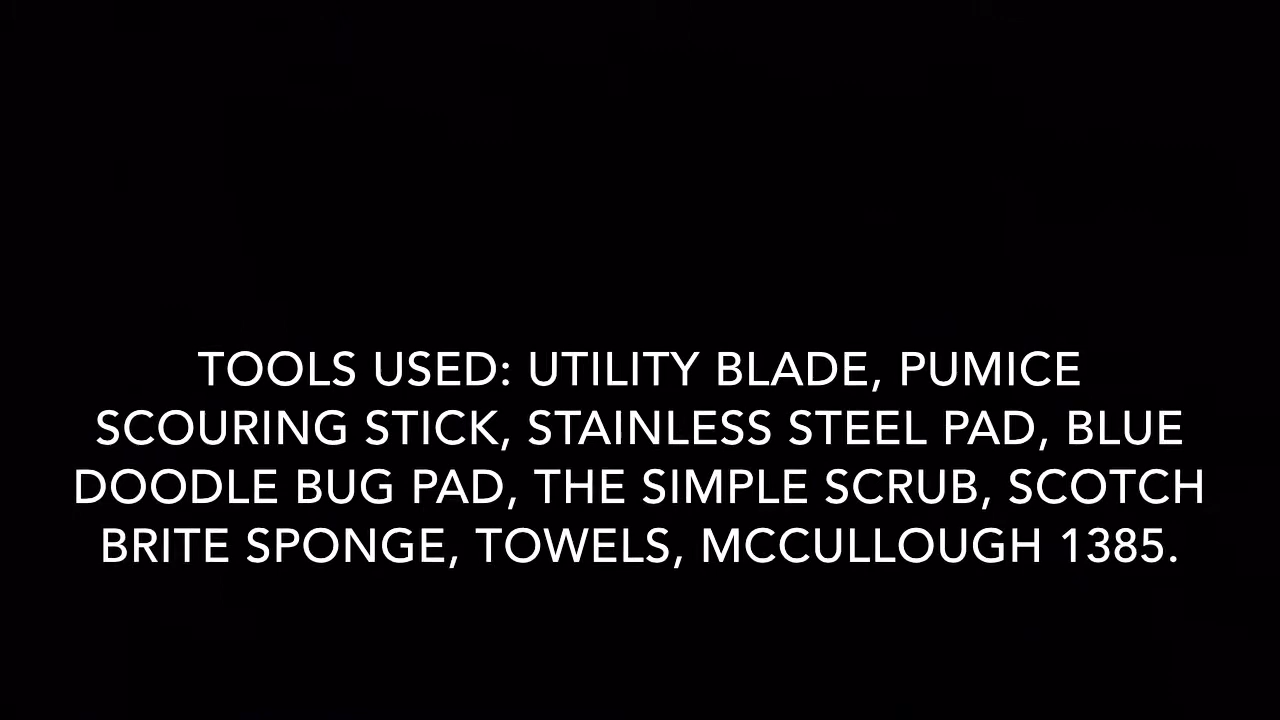 TOOLS USED: UTILITY BLADE, PUMICE
SCOURING STICK, STAINLESS STEEL PAD, BLUE
DOODLE BUG PAD, THE SIMPLE SCRUB, SCOTCH
BRITE SPONGE, TOWELS, MCCULLOUGH 1385.